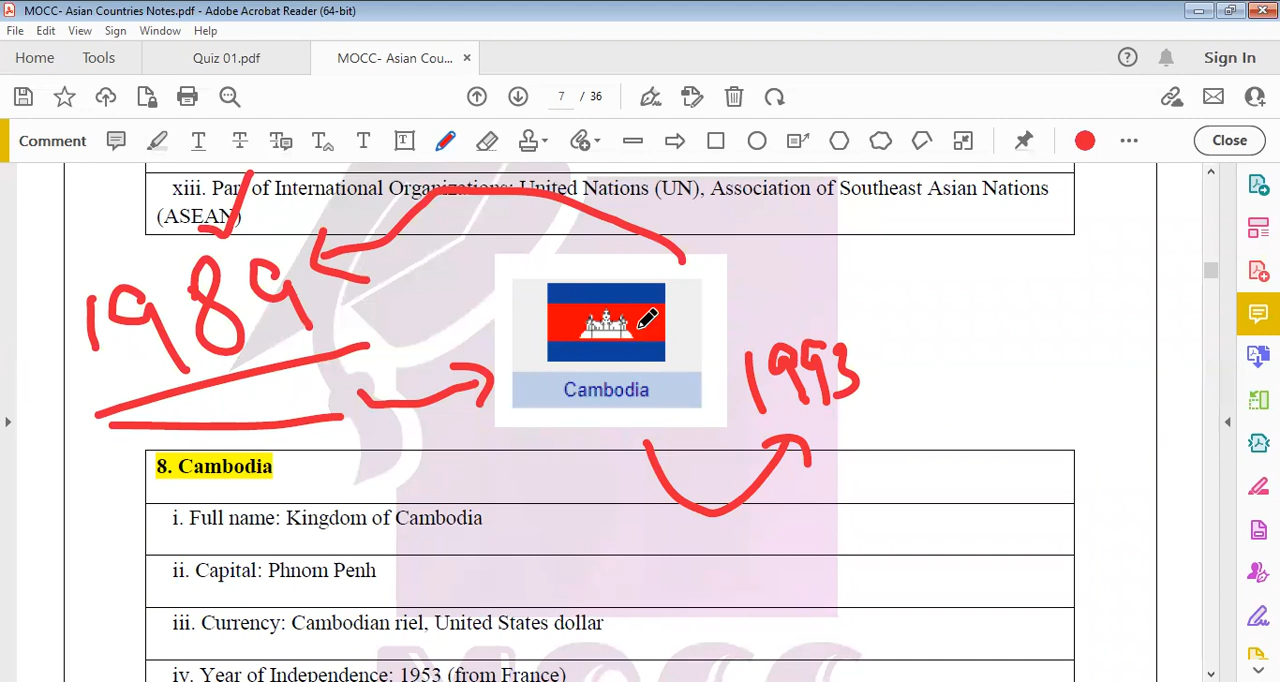 MOCC- Asian Countries Notes.pdf - Adobe Acrobat Reader (64-bit)
File Edit View Sign Window Help
Home Tools Quiz 01.pdf MOCC- Asian Cou... × Sign In
7 / 36
Comment Close
xiii. Part of International Organizations: United Nations (UN), Association of Southeast Asian Nations
(ASEAN)
1989
Cambodia
1993
8. Cambodia
i. Full name: Kingdom of Cambodia
ii. Capital: Phnom Penh
iii. Currency: Cambodian riel, United States dollar
iv. Year of Independence: 1953 (from France)
MOCC